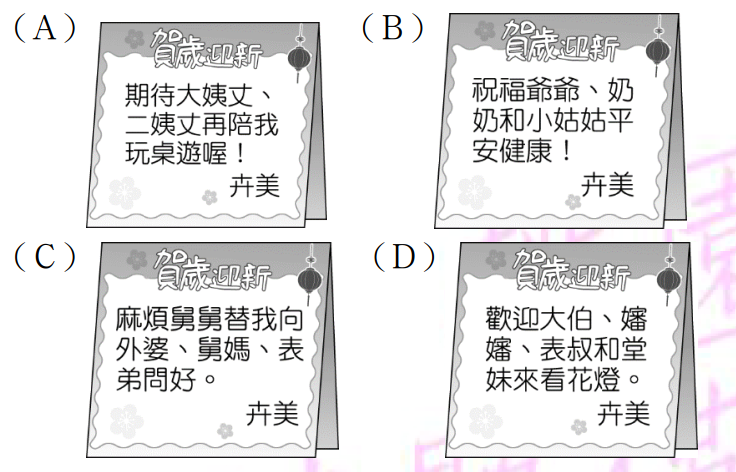 (A)
賀歲迎新
期待大姨丈、
二姨丈再陪我
玩桌遊喔！
卉美
(B)
賀歲迎新
祝福爺爺、奶
奶和小姑姑平
安健康！
卉美
(C)
賀歲迎新
麻煩舅舅替我向
外婆、舅媽、表
弟問好。
卉美
(D)
賀歲迎新
歡迎大伯、嬸
嬸、表叔和堂
妹來看花燈。
卉美